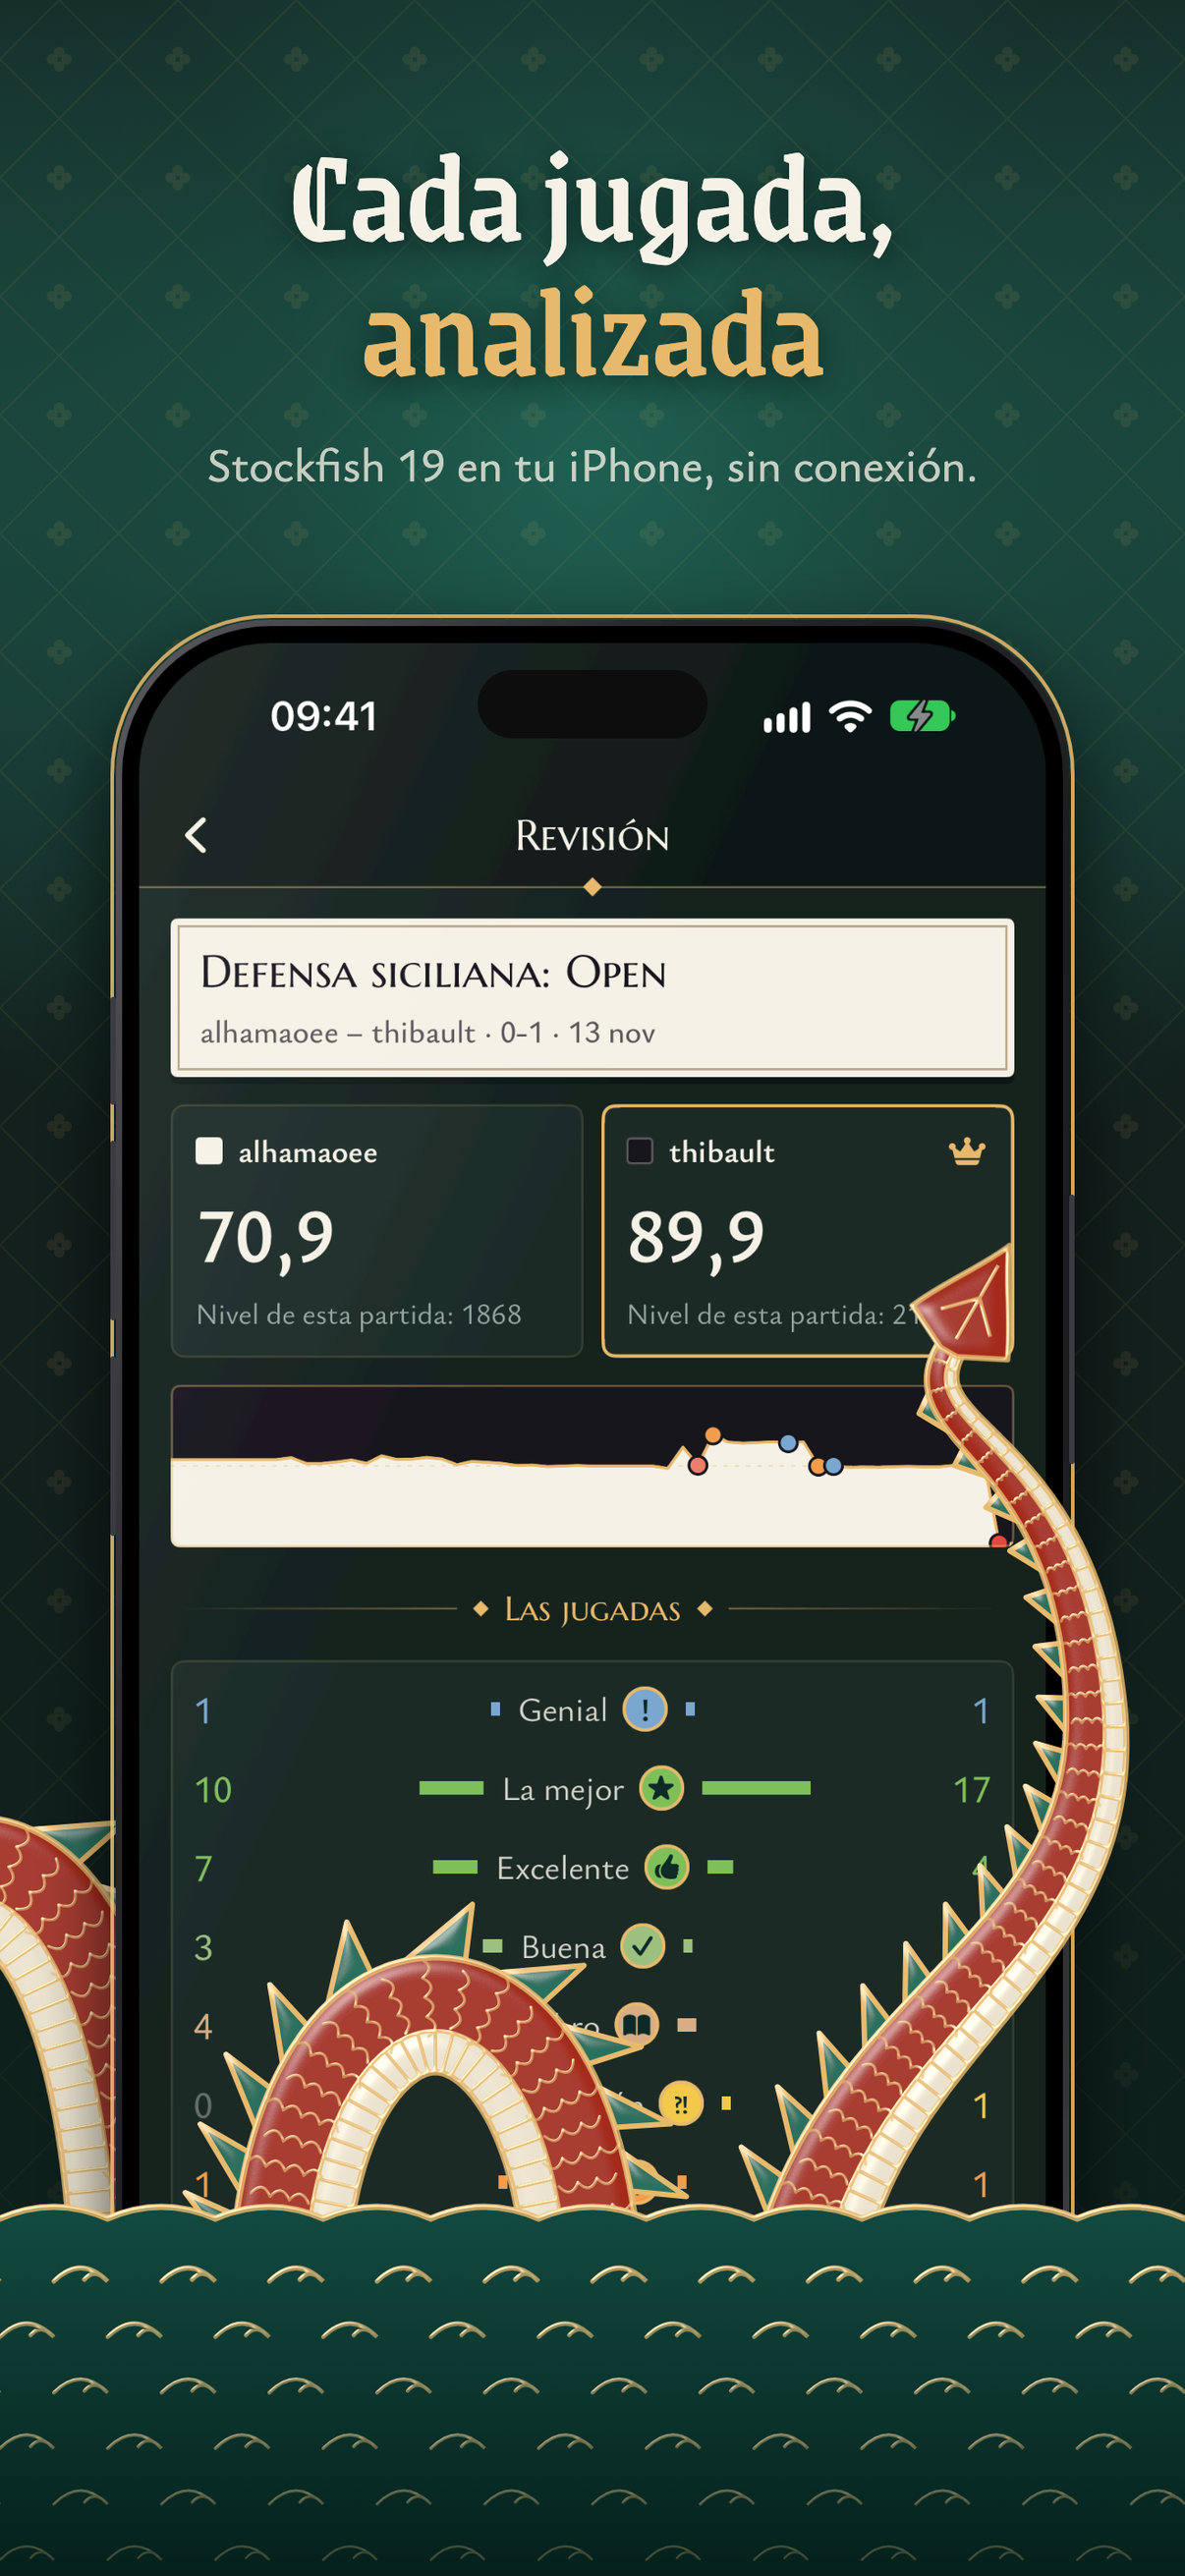 Cada jugada,
analizada
Stockfish 19 en tu iPhone, sin conexión.
09:41
Revisión
Defensa siciliana: Open
alhamaoee – thibault · 0-1 · 13 nov
alhamaoee
thibault
70,9
89,9
Nivel de esta partida: 1868
Nivel de esta partida:
Las jugadas
1 Genial ! 1
10 La mejor 17
7 Excelente 4
3 Buena
4
0 ?! 1
1 1